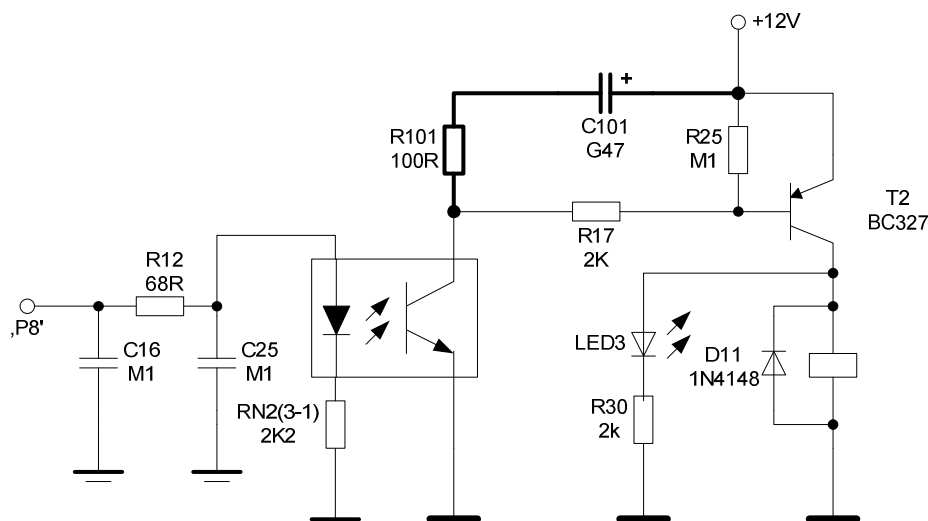 +12V
+
C101
G47
R101
100R
R25
M1
T2
BC327
R17
2K
R12
68R
‚P8'
C16
M1
C25
M1
LED3
D11
1N4148
RN2(3-1)
2K2
R30
2k